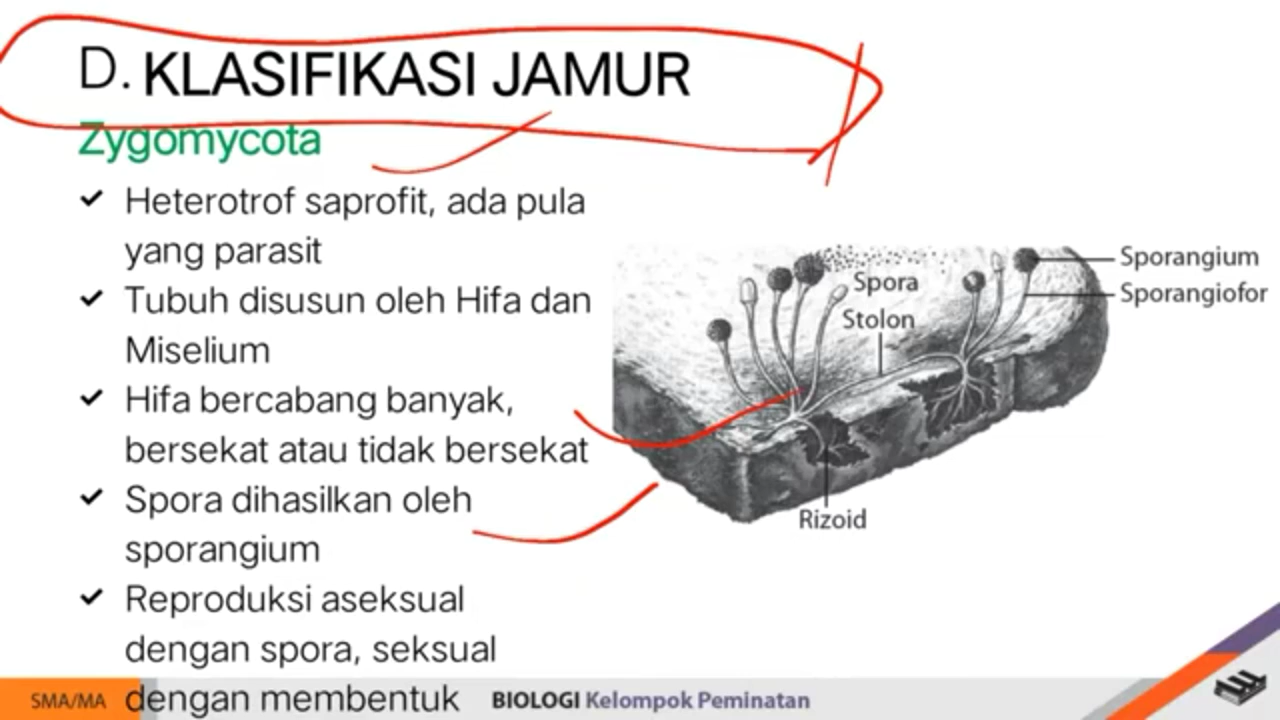 D. KLASIFIKASI JAMUR
Zygomycota
✔ Heterotrof saprofit, ada pula
yang parasit
✔ Tubuh disusun oleh Hifa dan
Miselium
✔ Hifa bercabang banyak,
bersekat atau tidak bersekat
✔ Spora dihasilkan oleh
sporangium
✔ Reproduksi aseksual
dengan spora, seksual
dengan membentuk
Sporangium
Sporangiofor
Spora
Stolon
Rizoid
SMA/MA
BIOLOGI Kelompok Peminatan